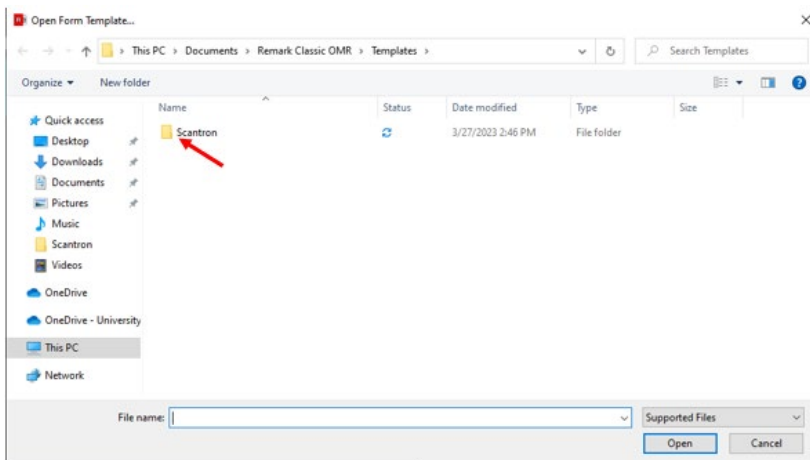 Open Form Template...
This PC > Documents > Remark Classic OMR > Templates >
Search Templates
Organize
New folder
Name
Status
Date modified
Type
Size
Quick access
Desktop
Downloads
Documents
Pictures
Music
Scantron
Videos
OneDrive
OneDrive - University
This PC
Network
Scantron
3/27/2023 2:46 PM
File folder
File name:
Supported Files
Open
Cancel